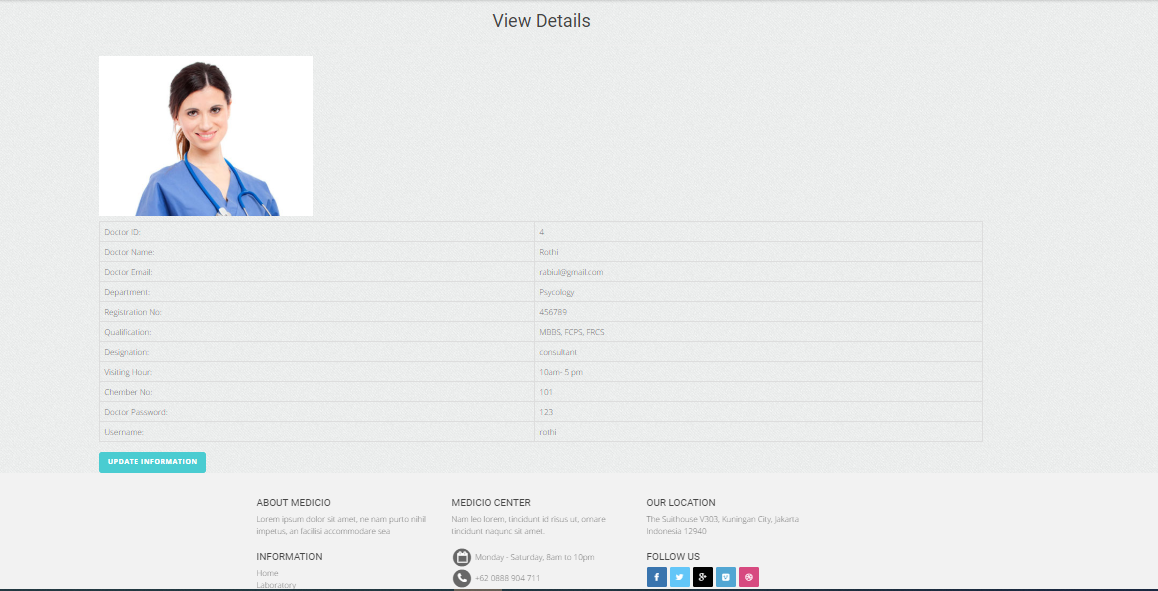 View Details
Doctor ID: 4
Doctor Name: Rothi
Doctor Email: rabiul@gmail.com
Department: Psycology
Registration No: 456789
Qualification: MBBS, FCPS, FRCS
Designation: consultant
Visiting Hour: 10am- 5 pm
Chember No: 101
Doctor Password: 123
Username: rothi
UPDATE INFORMATION
ABOUT MEDICIO
Lorem ipsum dolor sit amet, ne nam purto nihil
impetus, an facilisi accommodare sea
INFORMATION
Home
Laboratory
MEDICIO CENTER
Nam leo lorem, tincidunt id risus ut, ornare
tincidunt naqunc sit amet.
Monday - Saturday, 8am to 10pm
+62 0888 904 711
OUR LOCATION
The Suithouse V303, Kuningan City, Jakarta
Indonesia 12940
FOLLOW US